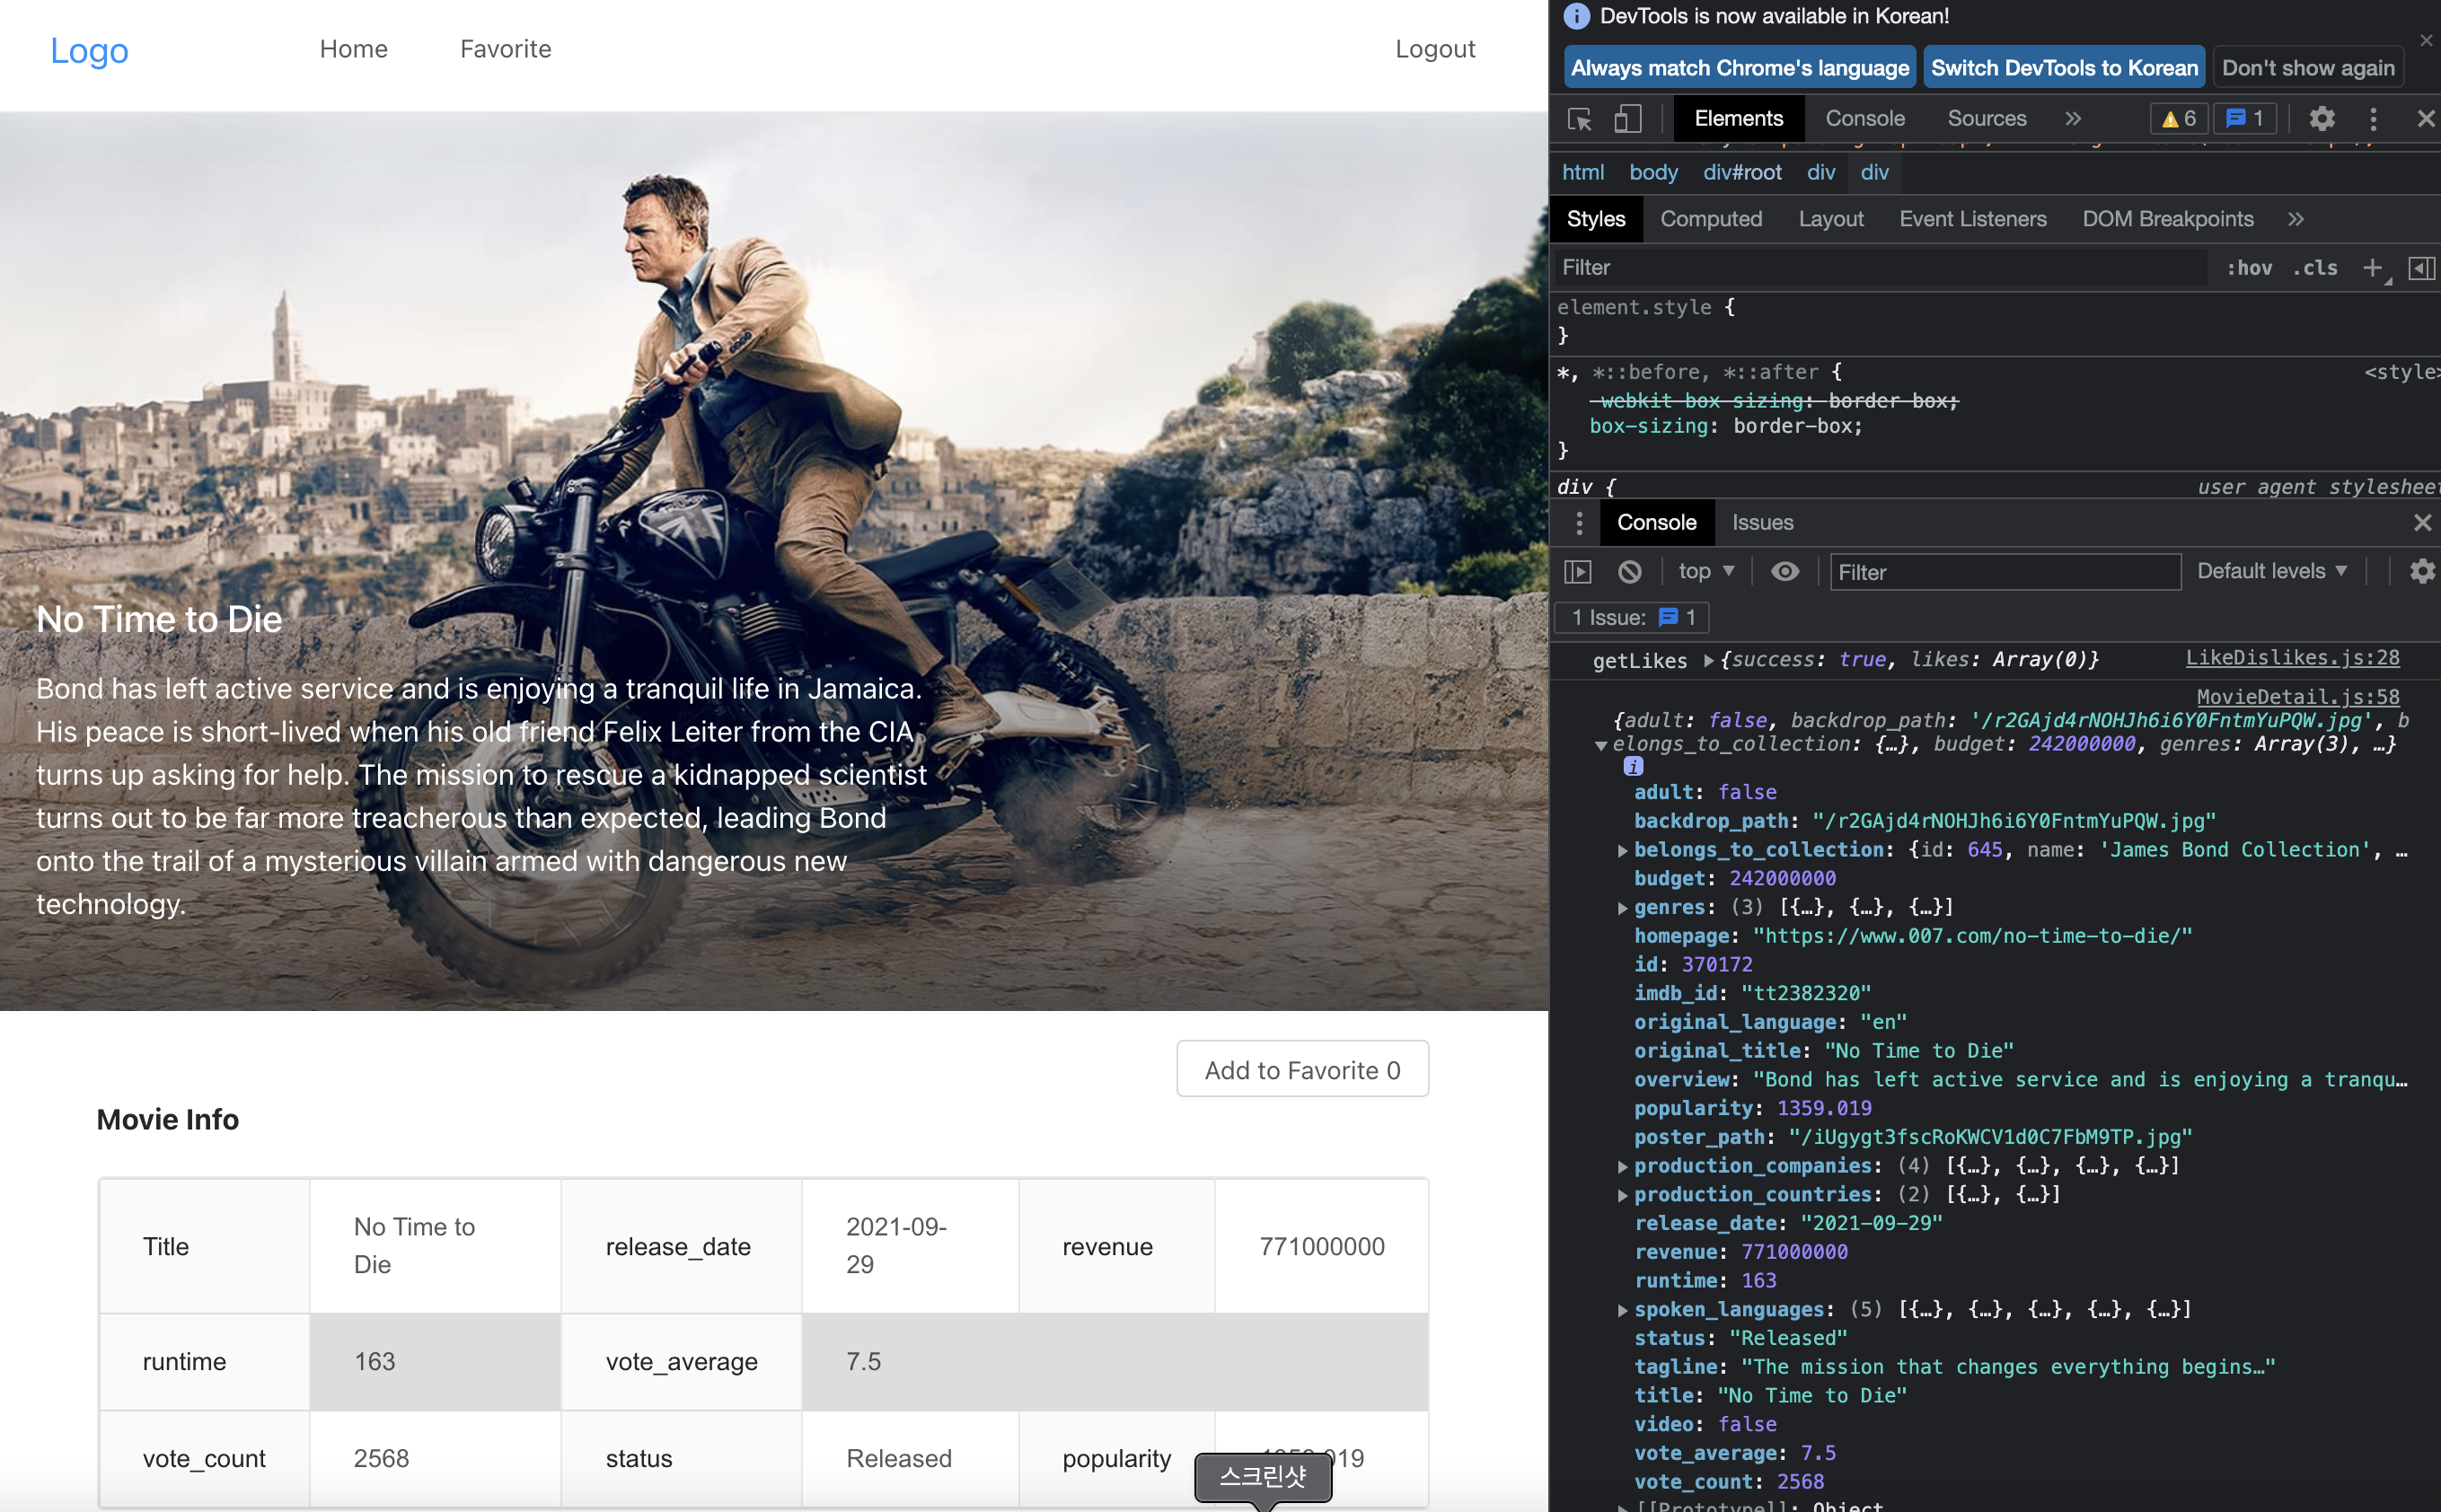 Logo
Home
Favorite
Logout
No Time to Die
Bond has left active service and is enjoying a tranquil life in Jamaica.
His peace is short-lived when his old friend Felix Leiter from the CIA
turns up asking for help. The mission to rescue a kidnapped scientist
turns out to be far more treacherous than expected, leading Bond
onto the trail of a mysterious villain armed with dangerous new
technology.
Add to Favorite 0
Movie Info
Title
No Time to
Die
release_date
2021-09-
29
revenue
771000000
runtime
163
vote_average
7.5
vote_count
2568
status
Released
popularity
스크린샷
DevTools is now available in Korean!
Always match Chrome's language
Switch DevTools to Korean
Don't show again
Elements
Console
Sources
6
1
html body div#root div div
Styles
Computed
Layout
Event Listeners
DOM Breakpoints
Filter
:hov .cls
element.style {
}
*, *::before, *::after {
<style>
-webkit-box-sizing: border-box;
box-sizing: border-box;
}
div {
user agent stylesheet
Console
Issues
top
Filter
Default levels
1 Issue: 1
getLikes {success: true, likes: Array(0)}
LikeDislikes.js:28
MovieDetail.js:58
{adult: false, backdrop_path: '/r2GAjd4rNOHJh6i6Y0FntmYuPQW.jpg', b
elongs_to_collection: {…}, budget: 242000000, genres: Array(3), …}
i
adult: false
backdrop_path: "/r2GAjd4rNOHJh6i6Y0FntmYuPQW.jpg"
belongs_to_collection: {id: 645, name: 'James Bond Collection', …
budget: 242000000
genres: (3) [{…}, {…}, {…}]
homepage: "https://www.007.com/no-time-to-die/"
id: 370172
imdb_id: "tt2382320"
original_language: "en"
original_title: "No Time to Die"
overview: "Bond has left active service and is enjoying a tranqu…
popularity: 1359.019
poster_path: "/iUgygt3fscRoKWCV1d0C7FbM9TP.jpg"
production_companies: (4) [{…}, {…}, {…}, {…}]
production_countries: (2) [{…}, {…}]
release_date: "2021-09-29"
revenue: 771000000
runtime: 163
spoken_languages: (5) [{…}, {…}, {…}, {…}, {…}]
status: "Released"
tagline: "The mission that changes everything begins…"
title: "No Time to Die"
video: false
vote_average: 7.5
vote_count: 2568
[[Prototype]]: Object